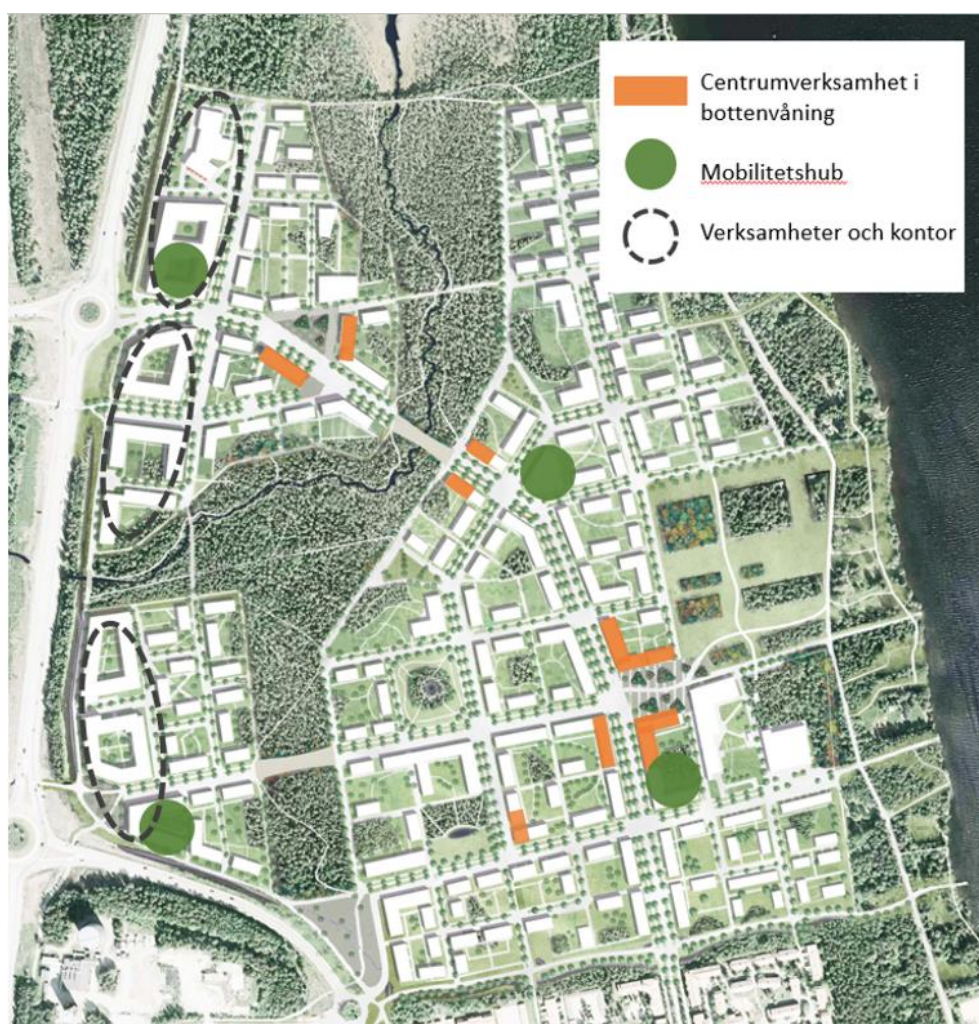 Centrumverksamhet i
bottenvåning
Mobilitetshub
Verksamheter och kontor